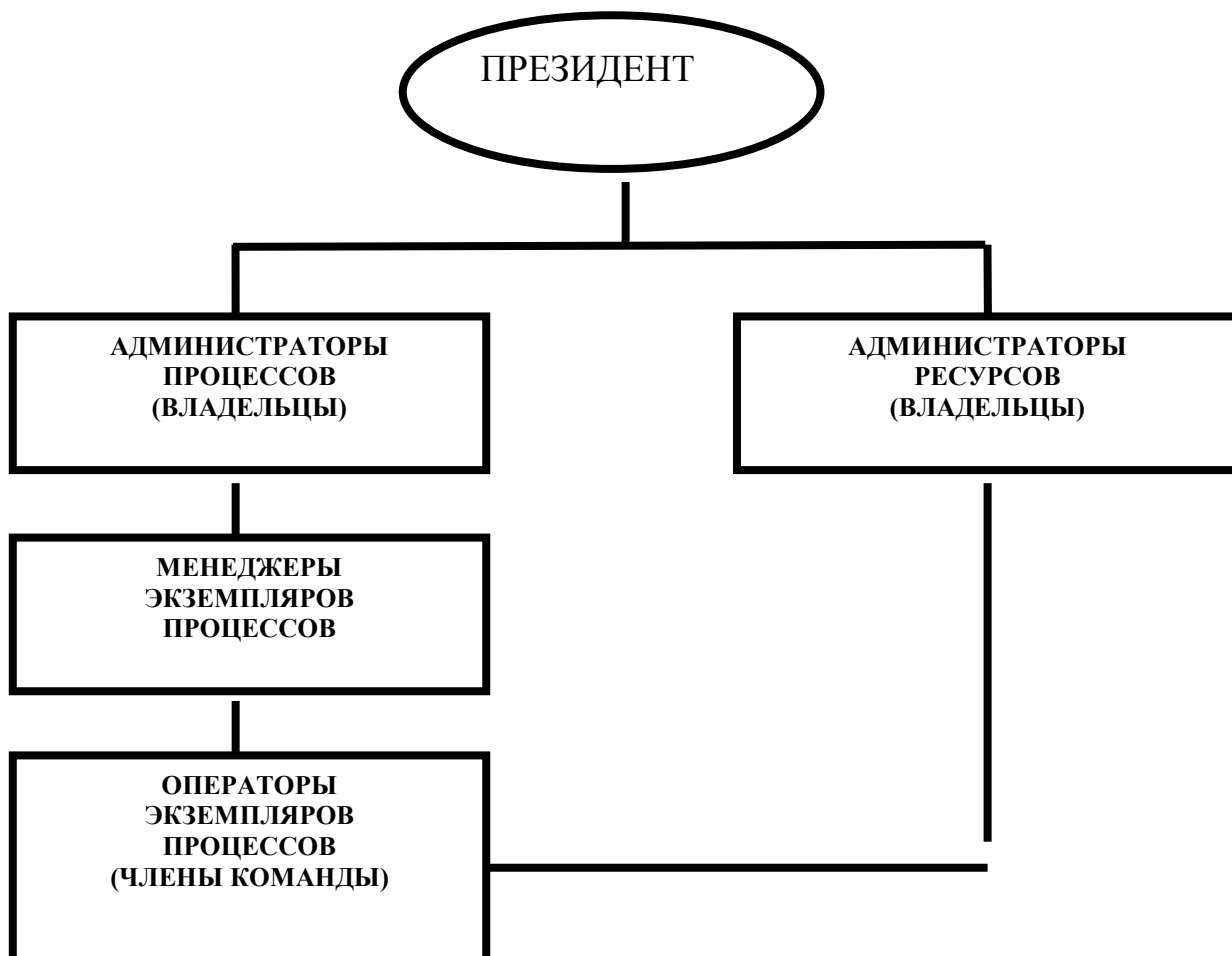 ПРЕЗИДЕНТ
АДМИНИСТРАТОРЫ
ПРОЦЕССОВ
(ВЛАДЕЛЬЦЫ)
АДМИНИСТРАТОРЫ
РЕСУРСОВ
(ВЛАДЕЛЬЦЫ)
МЕНЕДЖЕРЫ
ЭКЗЕМПЛЯРОВ
ПРОЦЕССОВ
ОПЕРАТОРЫ
ЭКЗЕМПЛЯРОВ
ПРОЦЕССОВ
(ЧЛЕНЫ КОМАНДЫ)